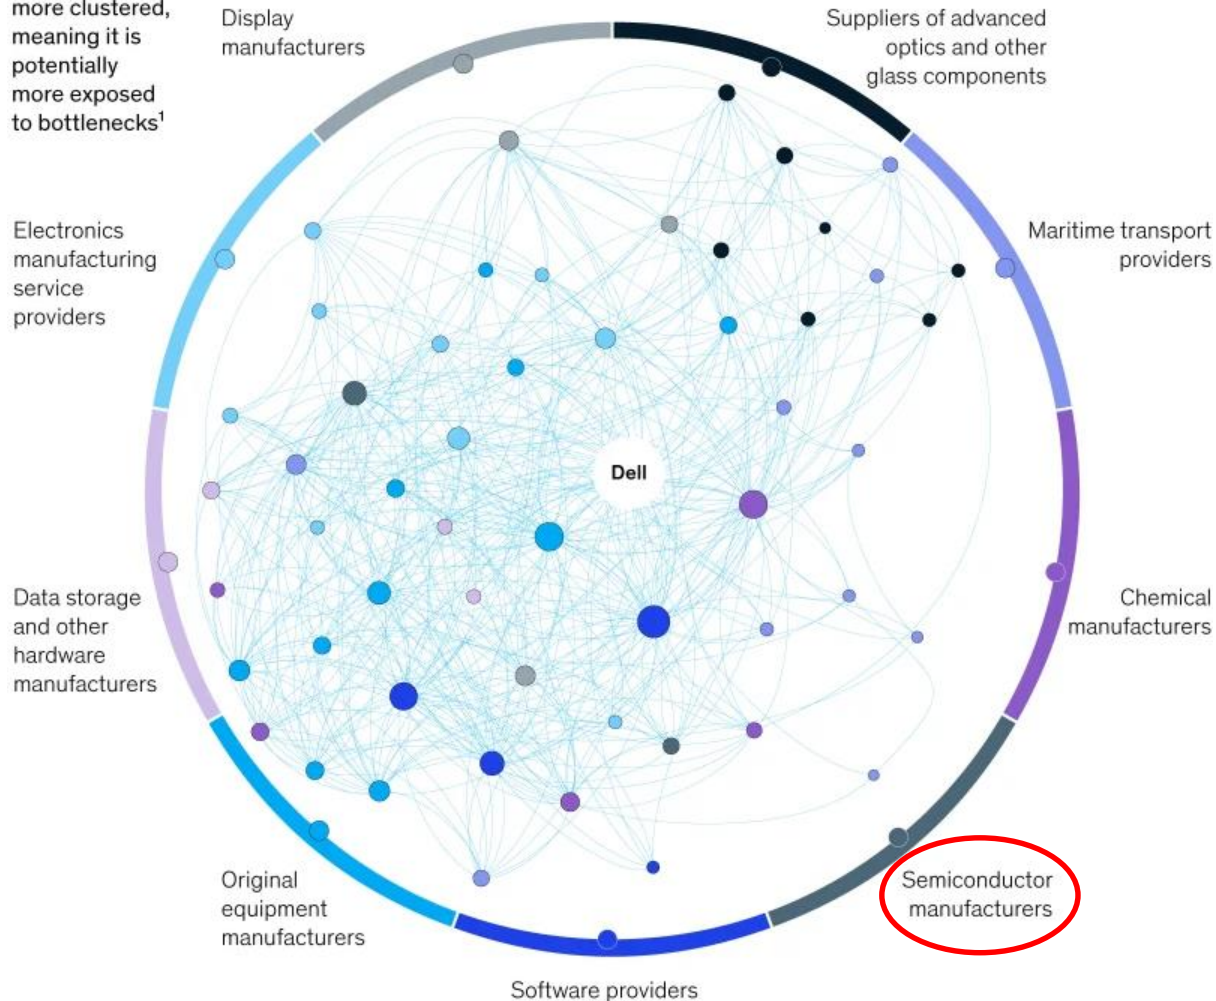 more clustered,
meaning it is
potentially
more exposed
to bottlenecks¹
Display
manufacturers
Suppliers of advanced
optics and other
glass components
Electronics
manufacturing
service
providers
Maritime transport
providers
Dell
Data storage
and other
hardware
manufacturers
Chemical
manufacturers
Original
equipment
manufacturers
Semiconductor
manufacturers
Software providers